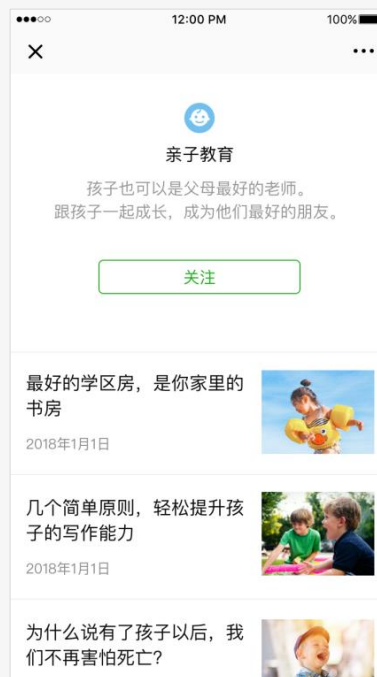 12:00 PM
100%
亲子教育
孩子也可以是父母最好的老师。
跟孩子一起成长，成为他们最好的朋友。
关注
最好的学区房，是你家里的
书房
2018年1月1日
几个简单原则，轻松提升孩
子的写作能力
2018年1月1日
为什么说有了孩子以后，我
们不再害怕死亡？